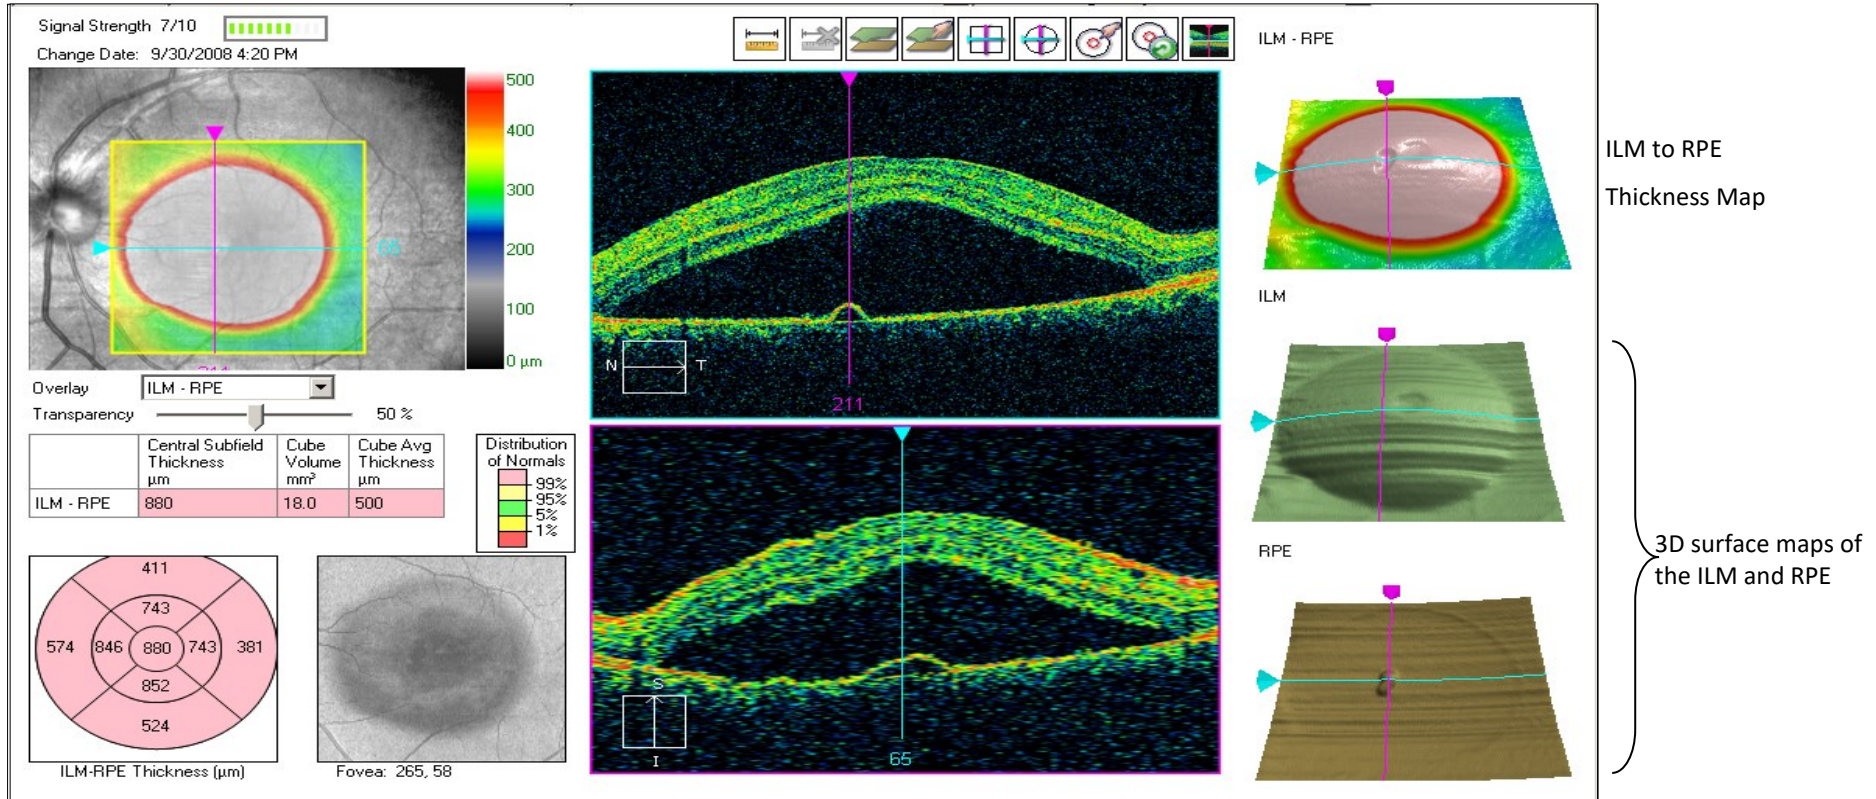 Signal Strength 7/10
Change Date: 9/30/2008 4:20 PM
500
400
300
200
100
0 µm
65
Overlay
ILM - RPE
Transparency
50 %
Central Subfield Thickness µm
Cube Volume mm³
Cube Avg Thickness µm
ILM - RPE
880
18.0
500
Distribution of Normals
99%
95%
5%
1%
411
743
574
846
880
743
381
852
524
ILM-RPE Thickness (µm)
Fovea: 265, 58
N
T
211
S
I
65
ILM - RPE
ILM
RPE
ILM to RPE
Thickness Map
3D surface maps of
the ILM and RPE